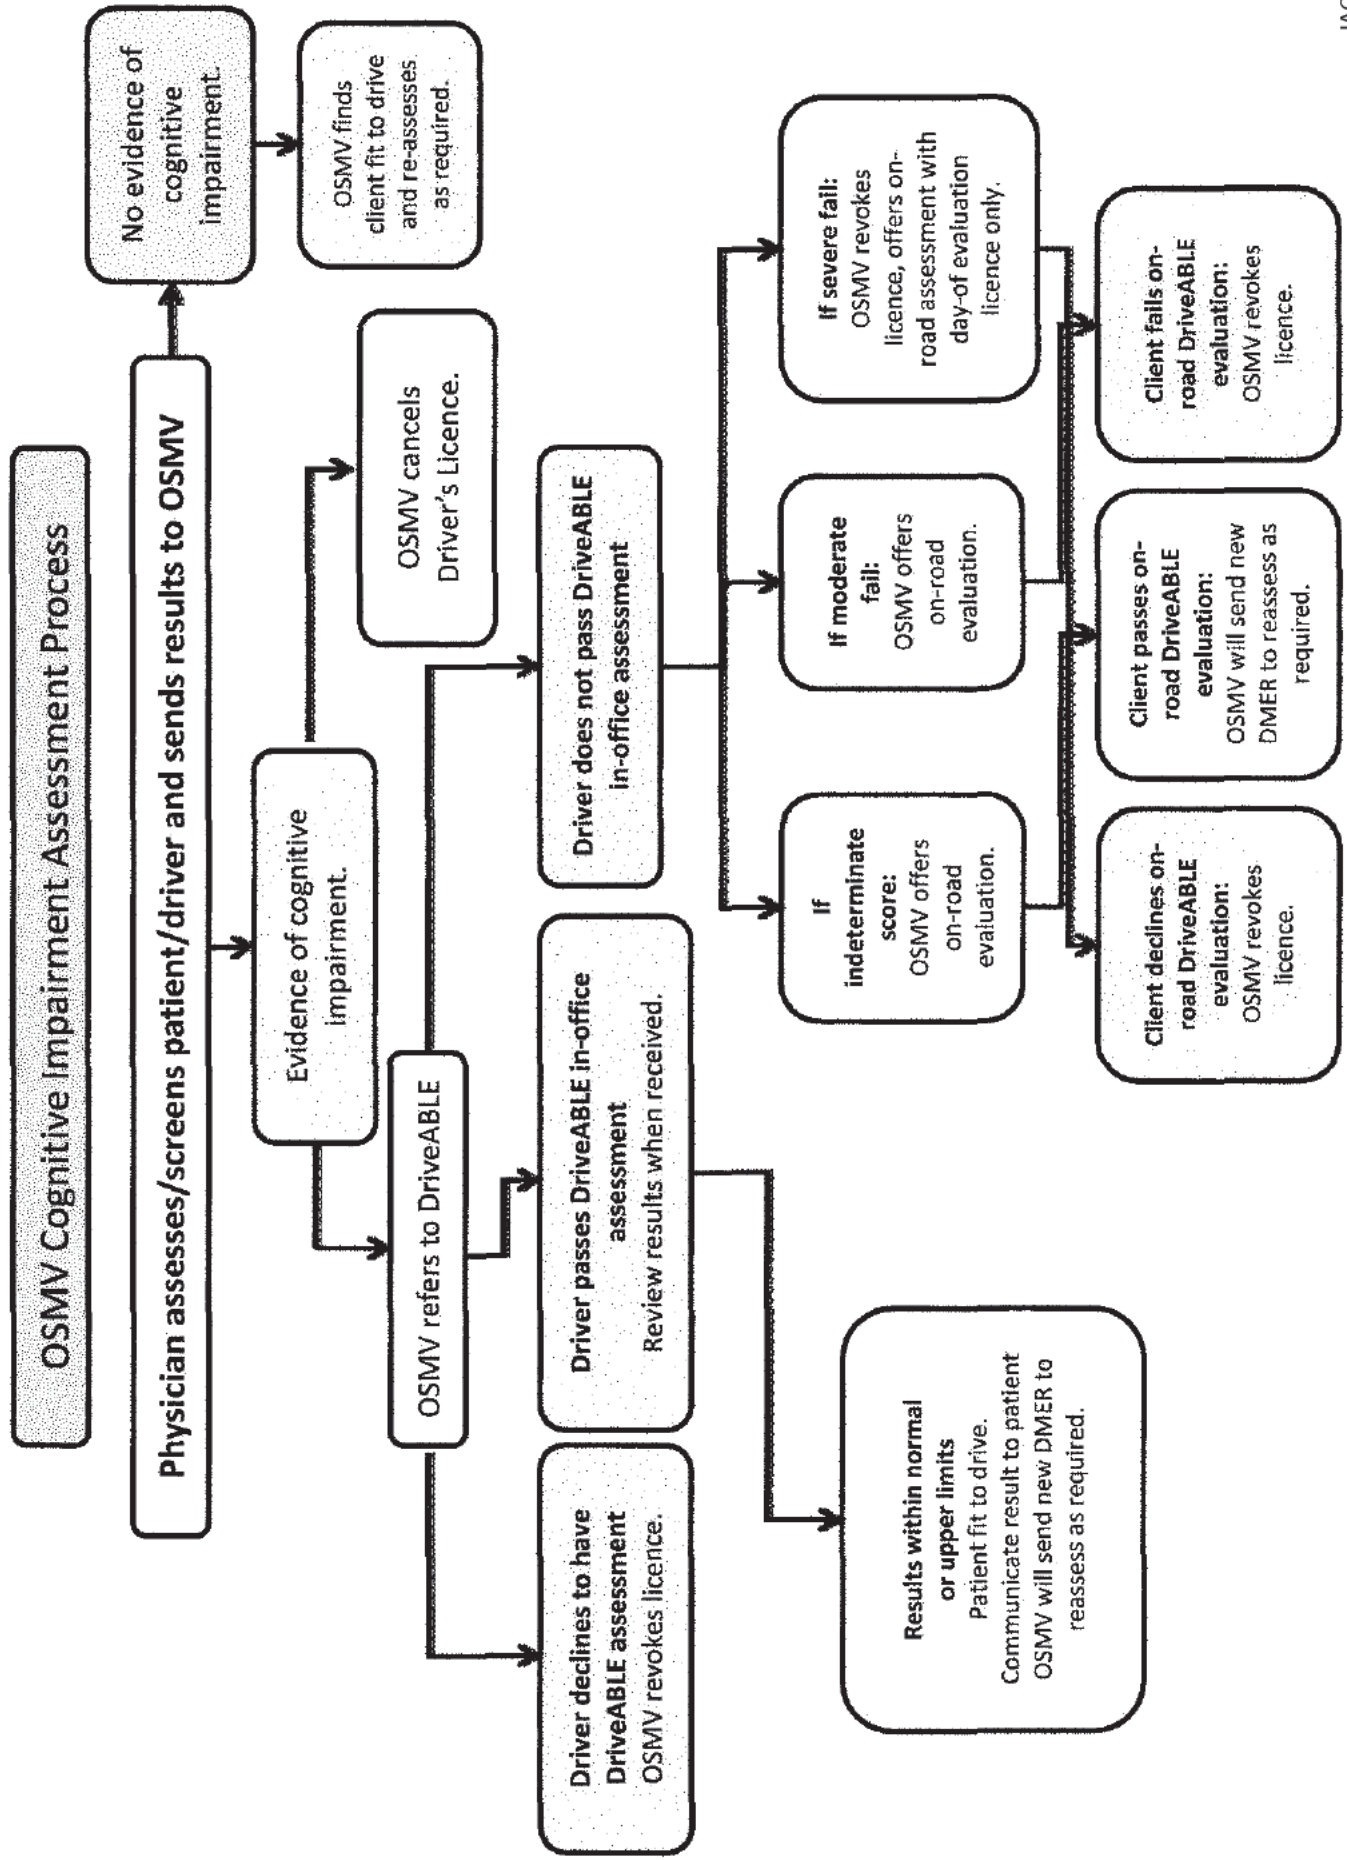 OSMV Cognitive Impairment Assessment Process
Physician assesses/screens patient/driver and sends results to OSMV
No evidence of
cognitive
impairment.
OSMV finds
client fit to drive
and re-assesses
as required.
Evidence of cognitive
impairment.
OSMV cancels
Driver's Licence.
OSMV refers to DriveABLE
Driver declines to have
DriveABLE assessment
OSMV revokes licence.
Driver passes DriveABLE in-office
assessment
Review results when received.
Driver does not pass DriveABLE
in-office assessment
Results within normal
or upper limits
Patient fit to drive.
Communicate result to patient
OSMV will send new DMER to
reassess as required.
If
indeterminate
score:
OSMV offers
on-road
evaluation.
If moderate
fail:
OSMV offers
on-road
evaluation.
If severe fail:
OSMV revokes
licence, offers on-
road assessment with
day-of evaluation
licence only.
Client declines on-
road DriveABLE
evaluation:
OSMV revokes
licence.
Client passes on-
road DriveABLE
evaluation:
OSMV will send new
DMER to reassess as
required.
Client fails on-
road DriveABLE
evaluation:
OSMV revokes
licence.